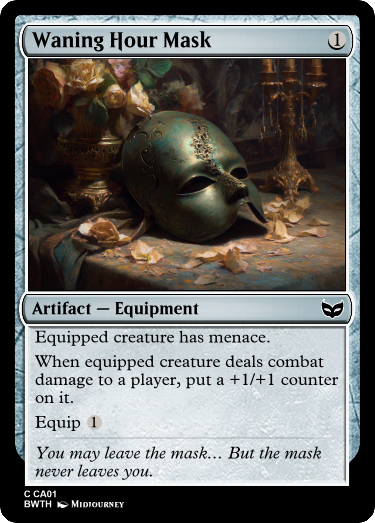 Waning Hour Mask 1
Artifact — Equipment
Equipped creature has menace.
When equipped creature deals combat
damage to a player, put a +1/+1 counter
on it.
Equip 1
You may leave the mask... But the mask
never leaves you.
C CA01
BWTH Midjourney